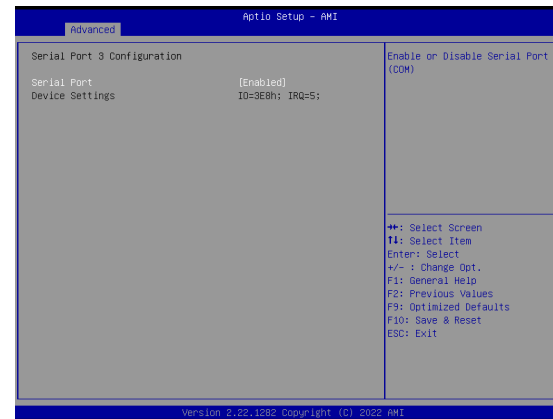 Aptio Setup - AMI
Advanced
Serial Port 3 Configuration
Serial Port [Enabled]
Device Settings IO=3E8h; IRQ=5;
Enable or Disable Serial Port
(COM)
→←: Select Screen
↑↓: Select Item
Enter: Select
+/- : Change Opt.
F1: General Help
F2: Previous Values
F9: Optimized Defaults
F10: Save & Reset
ESC: Exit
Version 2.22.1282 Copyright (C) 2022 AMI